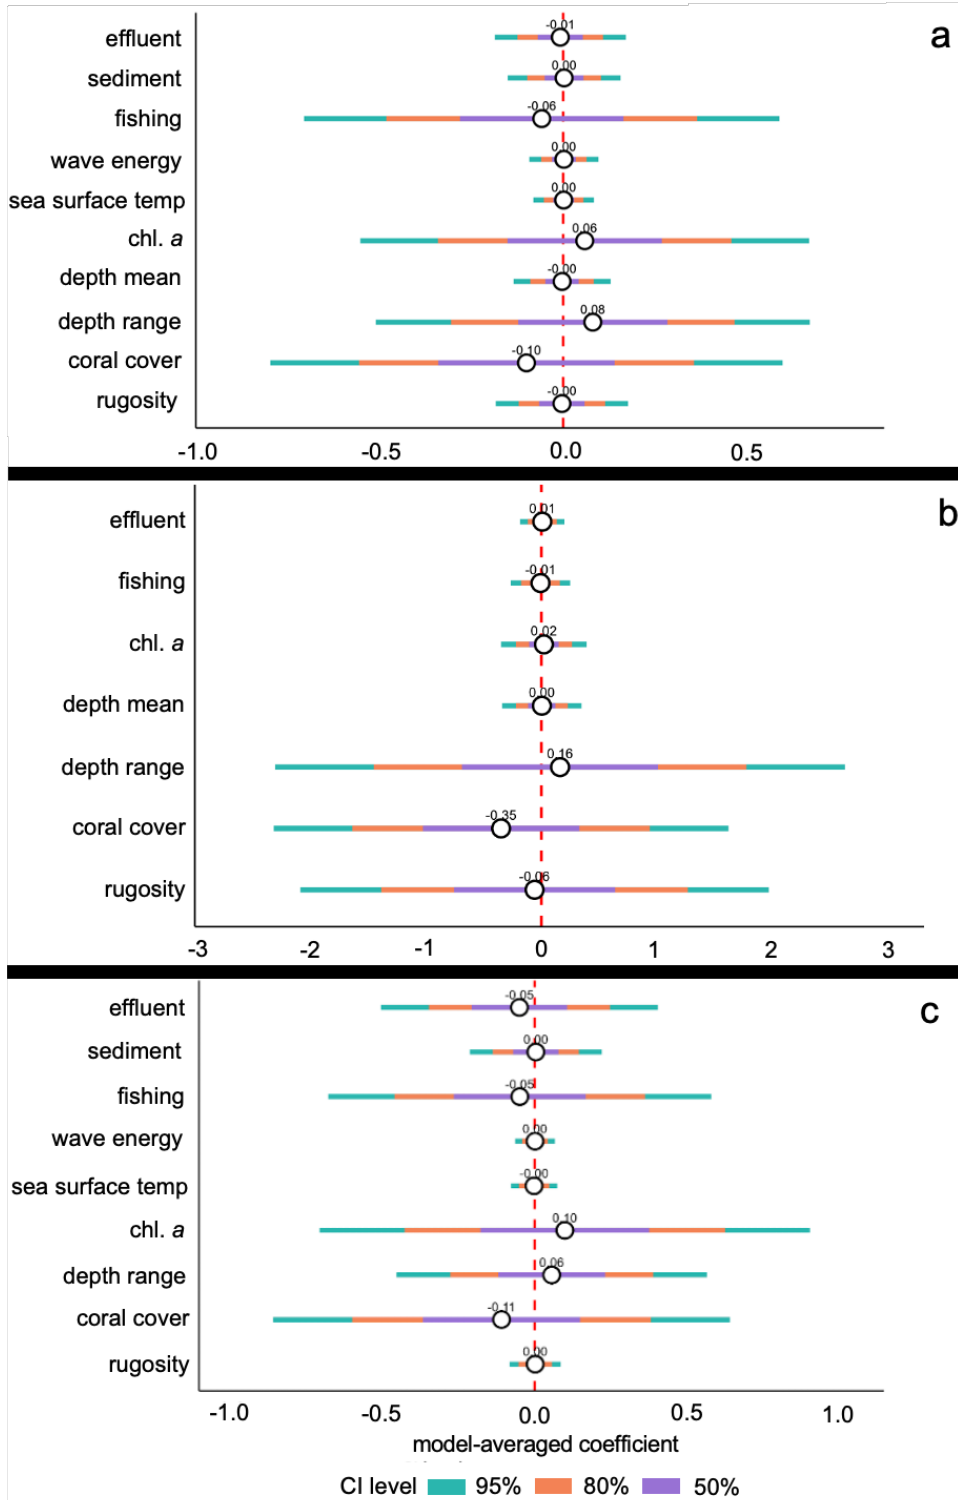 a
effluent -0.01
sediment 0.00
fishing -0.06
wave energy 0.00
sea surface temp 0.00
chl. a 0.06
depth mean -0.00
depth range 0.08
coral cover -0.10
rugosity -0.00
-1.0 -0.5 0.0 0.5
b
effluent 0.01
fishing -0.01
chl. a 0.02
depth mean 0.00
depth range 0.16
coral cover -0.35
rugosity -0.06
-3 -2 -1 0 1 2 3
c
effluent -0.05
sediment 0.00
fishing -0.05
wave energy 0.00
sea surface temp -0.00
chl. a 0.10
depth range 0.06
coral cover -0.11
rugosity 0.00
-1.0 -0.5 0.0 0.5 1.0
model-averaged coefficient
CI level 95% 80% 50%